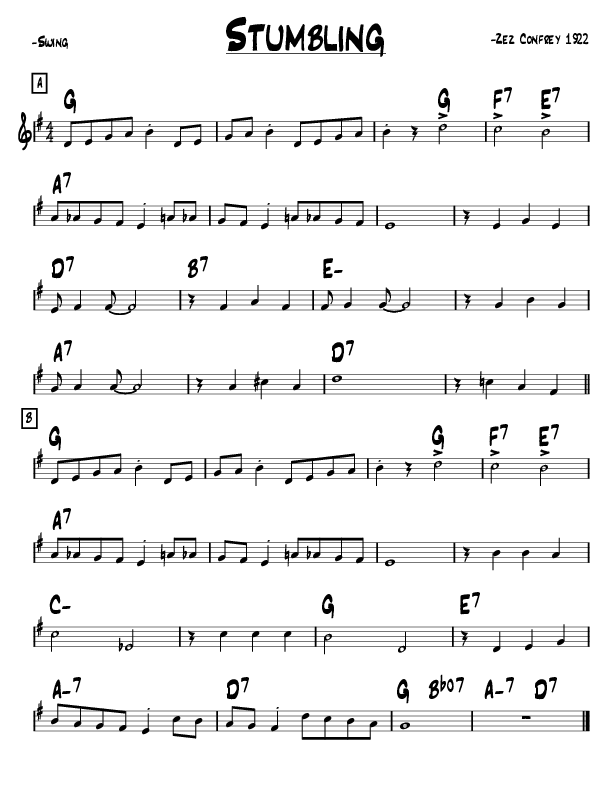 Stumbling
-Swing
-Zez Confrey 1922
A
G G F7 E7
A7
D7 B7 E-
A7 D7
B
G G F7 E7
A7
C- G E7
A-7 D7 G Bbo7 A-7 D7